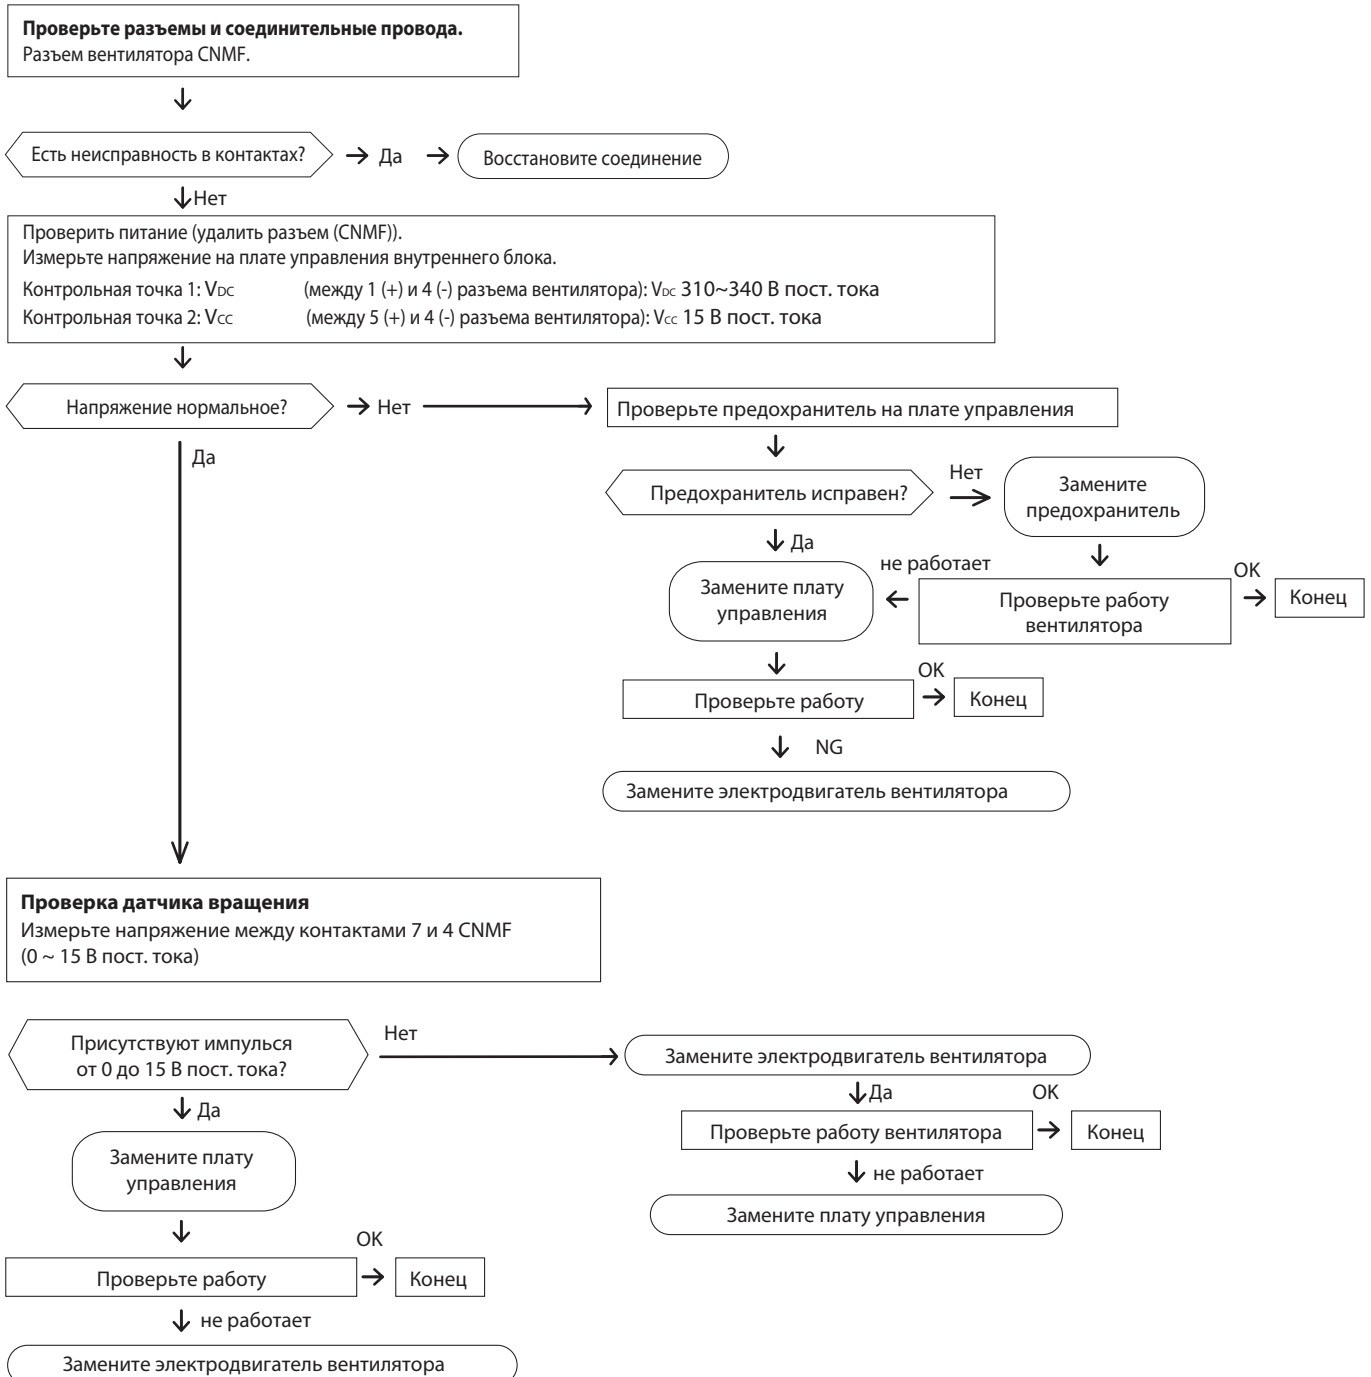 Проверьте разъемы и соединительные провода.
Разъем вентилятора CNMF.
Есть неисправность в контактах?
Да
Восстановите соединение
Нет
Проверить питание (удалить разъем (CNMF)).
Измерьте напряжение на плате управления внутреннего блока.
Контрольная точка 1: VDC (между 1 (+) и 4 (-) разъема вентилятора): VDC 310~340 В пост. тока
Контрольная точка 2: VCC (между 5 (+) и 4 (-) разъема вентилятора): VCC 15 В пост. тока
Напряжение нормальное?
Нет
Проверьте предохранитель на плате управления
Да
Предохранитель исправен?
Нет
Замените
предохранитель
Да
не работает
Замените плату
управления
Проверьте работу
вентилятора
OK
Конец
Проверьте работу
OK
Конец
NG
Замените электродвигатель вентилятора
Проверка датчика вращения
Измерьте напряжение между контактами 7 и 4 CNMF
(0 ~ 15 В пост. тока)
Присутствуют импулься
от 0 до 15 В пост. тока?
Нет
Замените электродвигатель вентилятора
Да
OK
Проверьте работу вентилятора
Конец
не работает
Замените плату управления
Да
Замените плату
управления
OK
Проверьте работу
Конец
не работает
Замените электродвигатель вентилятора